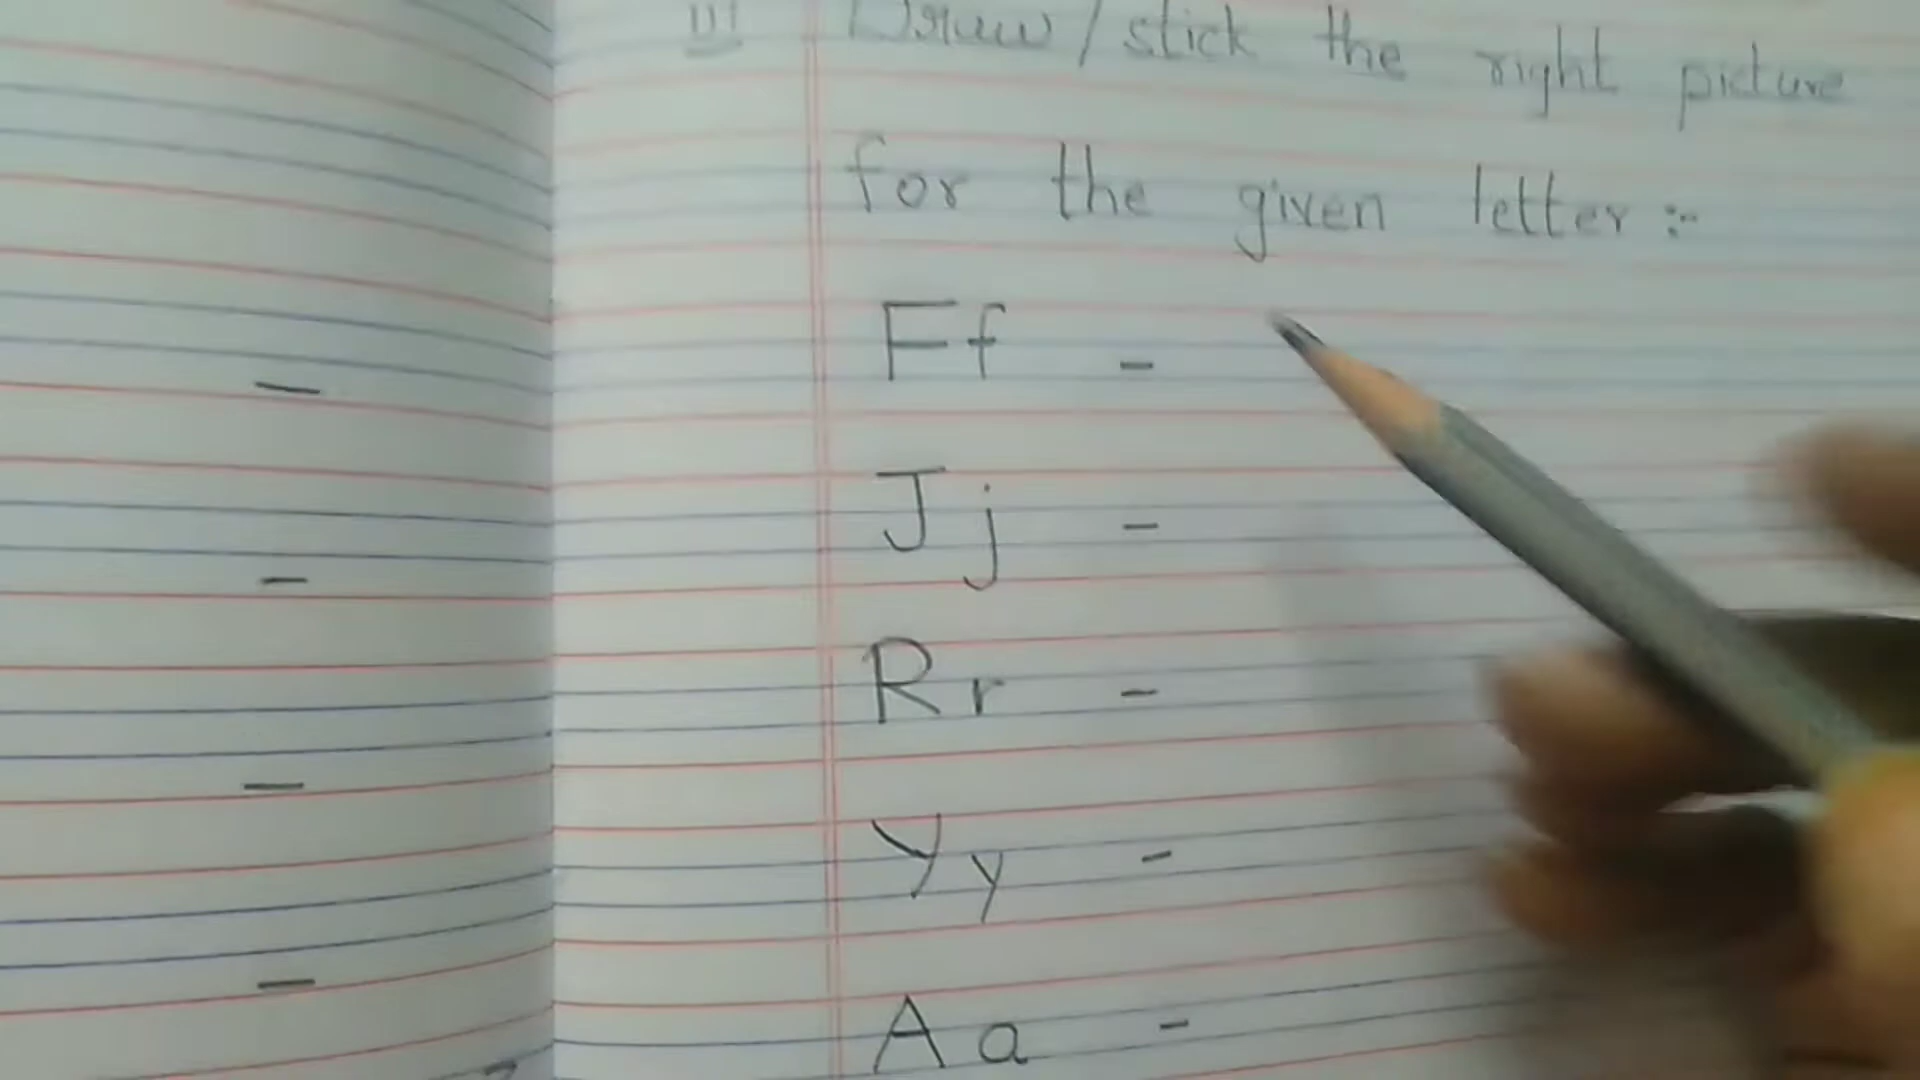 III Draw/stick the right picture
for the given letter :-
Ff -
Jj -
Rr -
Yy -
Aa -
-
-
-
-